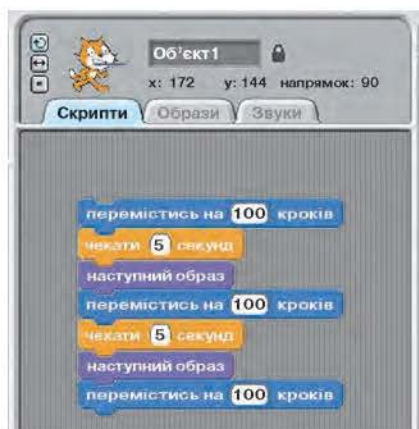 Об'єкт1
x: 172 y: 144 напрямок: 90
Скрипти Образи Звуки
перемістись на 100 кроків
чекати 5 секунд
наступний образ
перемістись на 100 кроків
чекати 5 секунд
наступний образ
перемістись на 100 кроків